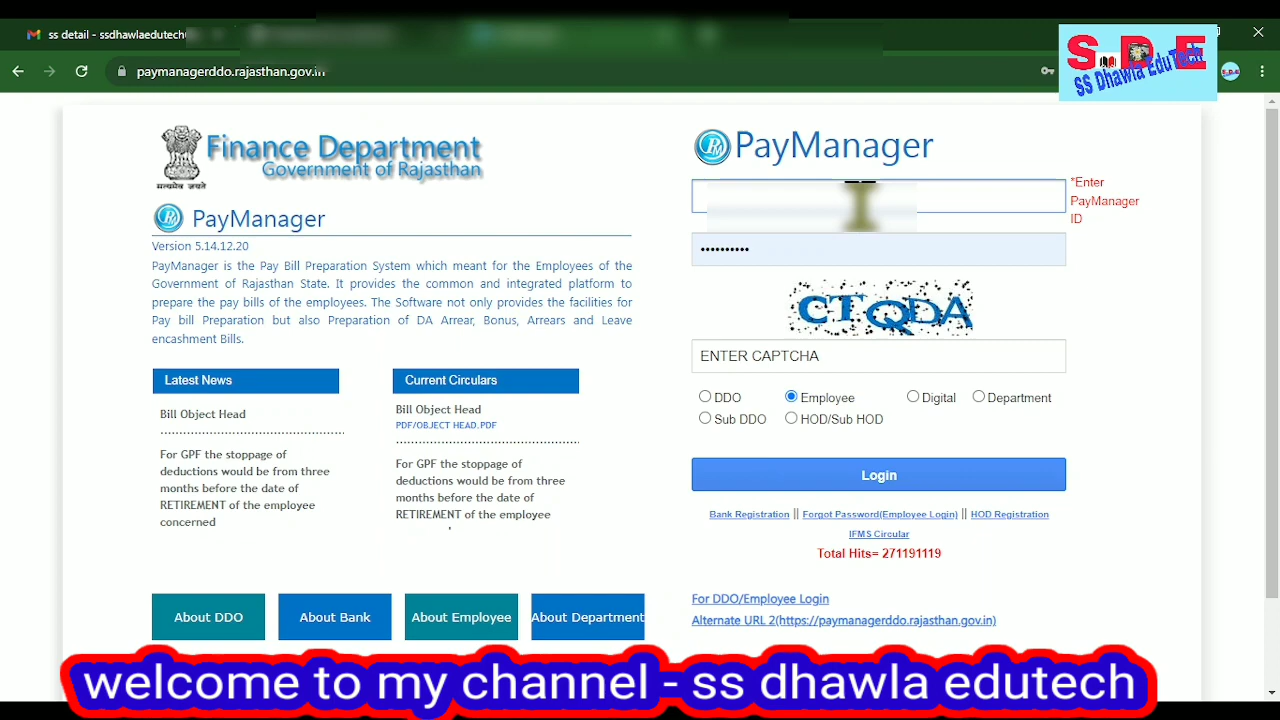 ss detail - ssdhawlaedutech
paymanagerddo.rajasthan.gov.in
S D E
SS Dhawla EduTech
Finance Department
Government of Rajasthan
सत्यमेव जयते
PayManager
Version 5.14.12.20
PayManager is the Pay Bill Preparation System which meant for the Employees of the
Government of Rajasthan State. It provides the common and integrated platform to
prepare the pay bills of the employees. The Software not only provides the facilities for
Pay bill Preparation but also Preparation of DA Arrear, Bonus, Arrears and Leave
encashment Bills.
Latest News
Bill Object Head
For GPF the stoppage of
deductions would be from three
months before the date of
RETIREMENT of the employee
concerned
Current Circulars
Bill Object Head
PDF/OBJECT HEAD.PDF
For GPF the stoppage of
deductions would be from three
months before the date of
RETIREMENT of the employee
About DDO
About Bank
About Employee
About Department
PayManager
*Enter
PayManager
ID
CTQDA
ENTER CAPTCHA
DDO Employee Digital Department
Sub DDO HOD/Sub HOD
Login
Bank Registration || Forgot Password(Employee Login) || HOD Registration
IFMS Circular
Total Hits= 271191119
For DDO/Employee Login
Alternate URL 2(https://paymanagerddo.rajasthan.gov.in)
welcome to my channel - ss dhawla edutech